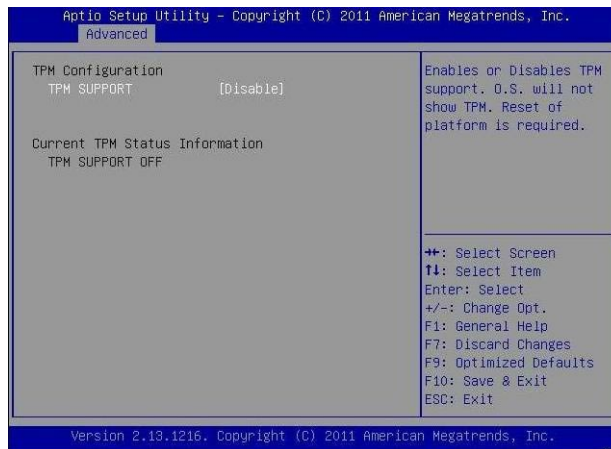 Aptio Setup Utility – Copyright (C) 2011 American Megatrends, Inc.
Advanced
TPM Configuration
TPM SUPPORT [Disable]
Current TPM Status Information
TPM SUPPORT OFF
Enables or Disables TPM
support. O.S. will not
show TPM. Reset of
platform is required.
→←: Select Screen
↑↓: Select Item
Enter: Select
+/-: Change Opt.
F1: General Help
F7: Discard Changes
F9: Optimized Defaults
F10: Save & Exit
ESC: Exit
Version 2.13.1216. Copyright (C) 2011 American Megatrends, Inc.